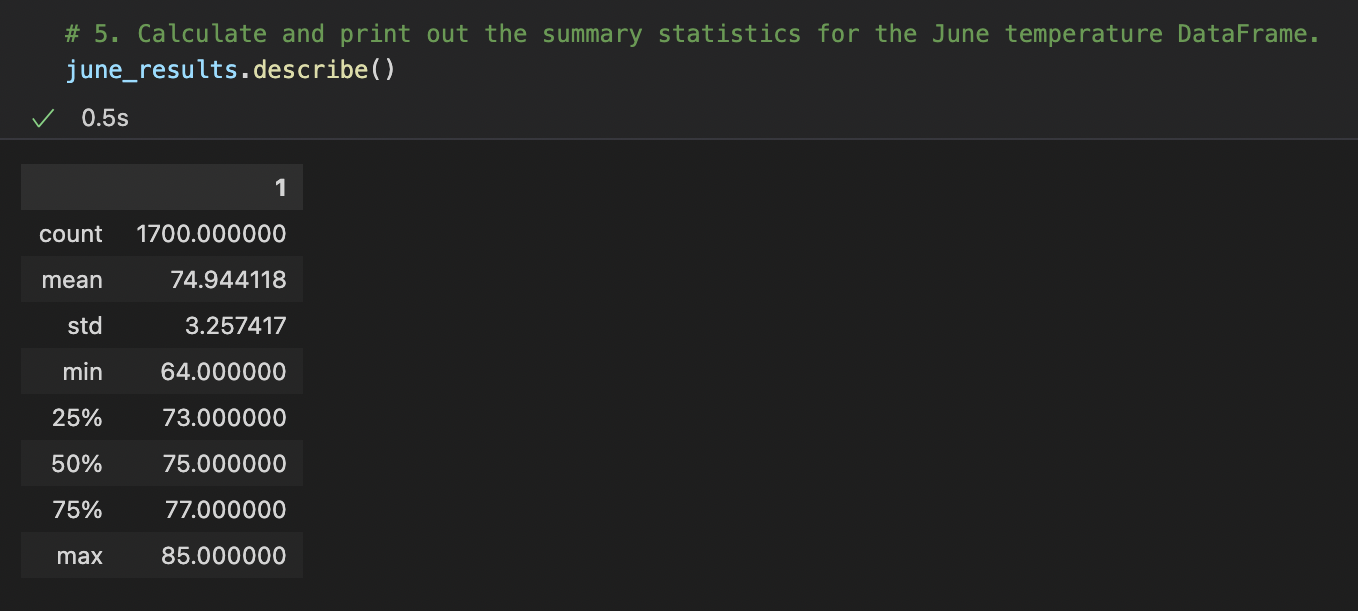 # 5. Calculate and print out the summary statistics for the June temperature DataFrame.
june_results.describe()
0.5s
1
count 1700.000000
mean 74.944118
std 3.257417
min 64.000000
25% 73.000000
50% 75.000000
75% 77.000000
max 85.000000